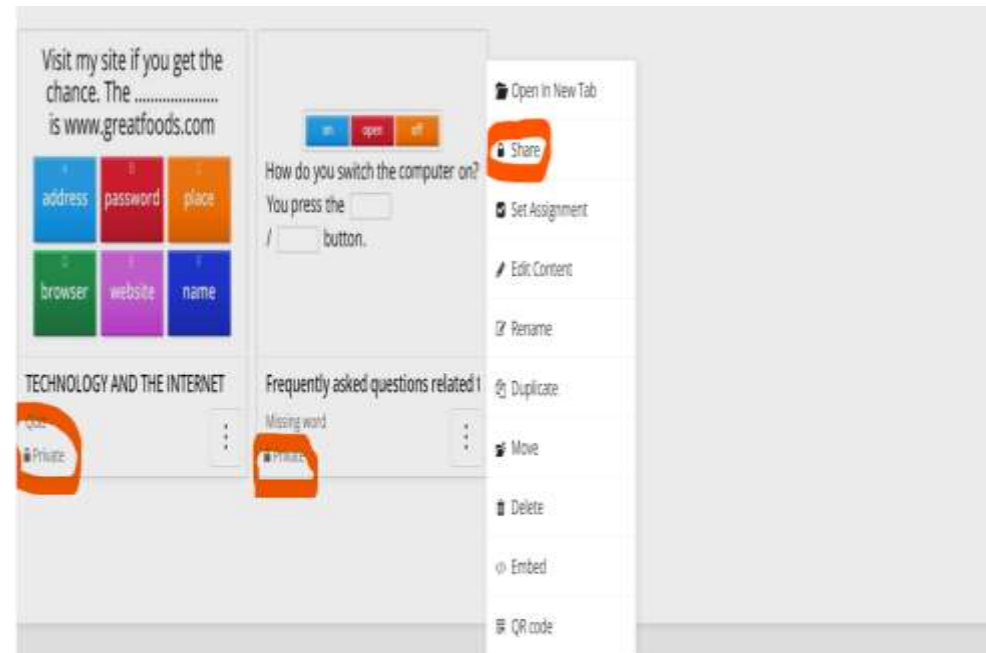 Visit my site if you get the
chance. The .....................
is www.greatfoods.com
A
address
B
password
C
place
D
browser
E
website
F
name
TECHNOLOGY AND THE INTERNET
Quiz
Private
on
open
off
How do you switch the computer on?
You press the
/ button.
Frequently asked questions related t
Missing word
Private
Open In New Tab
Share
Set Assignment
Edit Content
Rename
Duplicate
Move
Delete
Embed
QR code